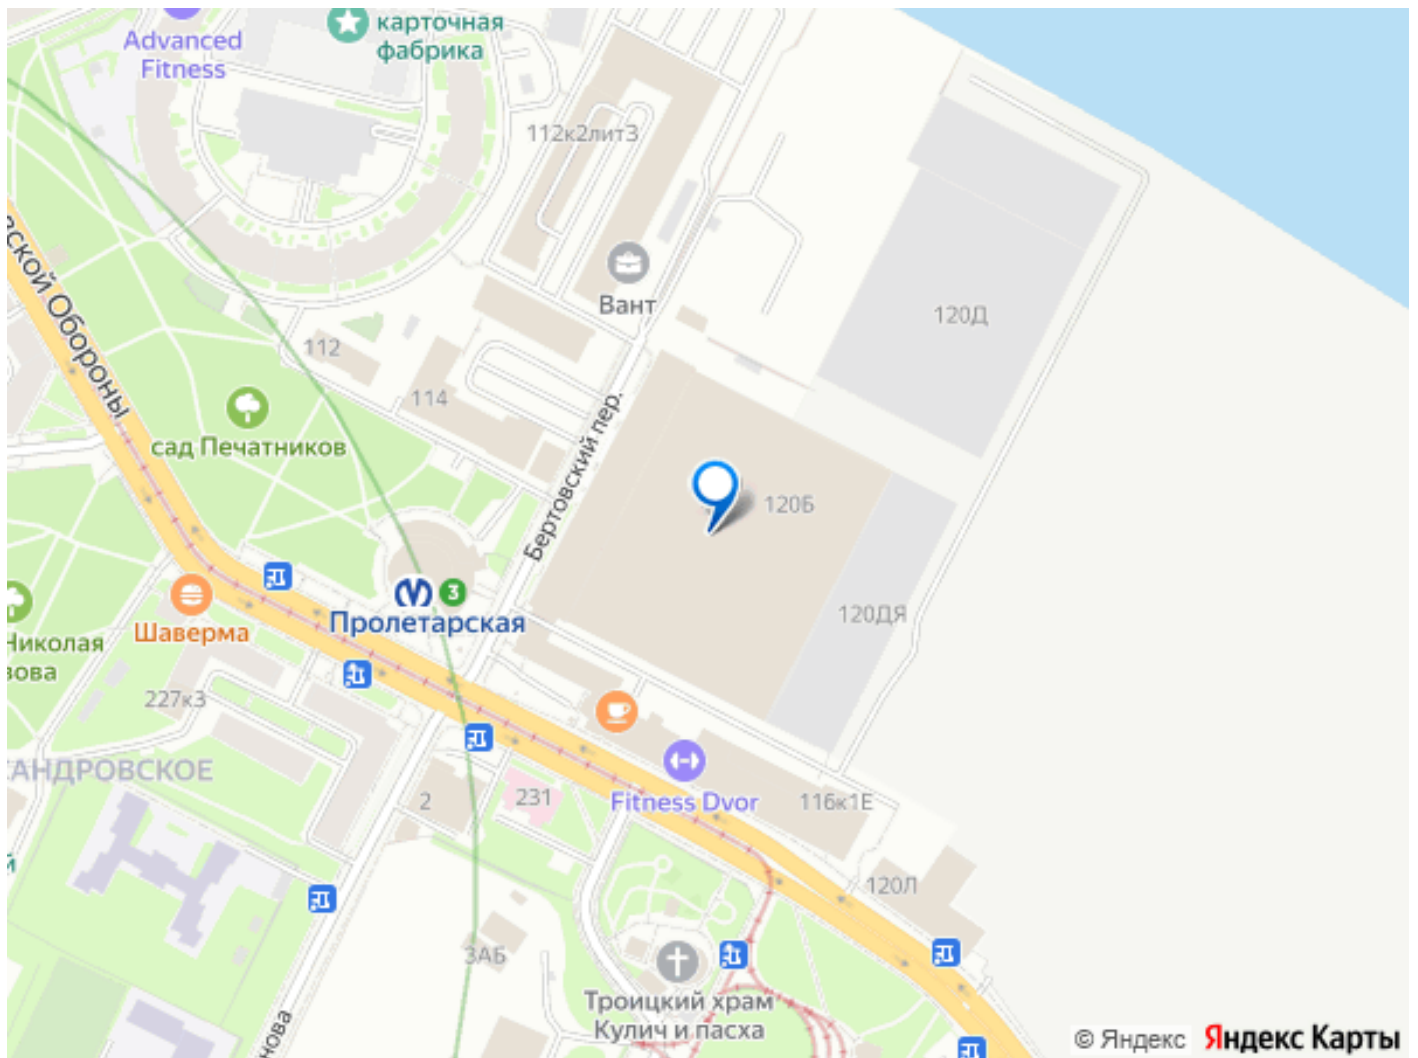 карточная
фабрика
Advanced
Fitness
112к2лит3
вской Обороны
Вант
120Д
112
114
сад Печатников
Бертовский пер.
120Б
3
Пролетарская
120ДЯ
Шаверма
Николая
зова
227к3
АНДРОВСКОЕ
2
231
Fitness Dvor
116к1Е
й
120Л
3АБ
Троицкий храм
Кулич и пасха
нова
© Яндекс Яндекс Карты